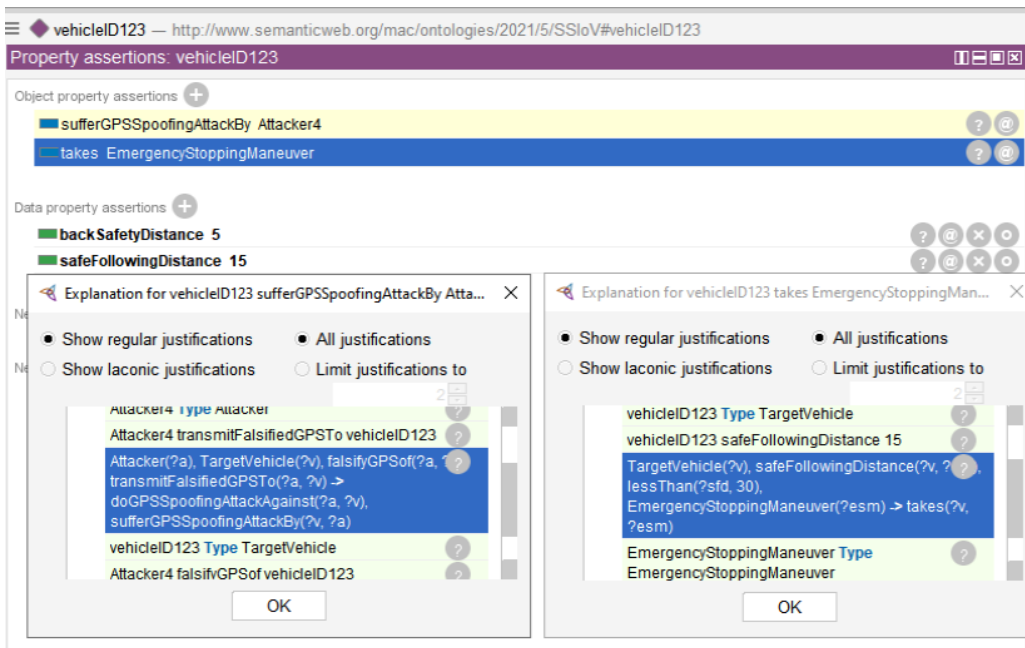 vehicleID123 — http://www.semanticweb.org/mac/ontologies/2021/5/SSIoV#vehicleID123
Property assertions: vehicleID123
Object property assertions
sufferGPSSpoofingAttackBy Attacker4
takes EmergencyStoppingManeuver
Data property assertions
backSafetyDistance 5
safeFollowingDistance 15
Ne
Ne
Explanation for vehicleID123 sufferGPSSpoofingAttackBy Atta...
Show regular justifications
All justifications
Show laconic justifications
Limit justifications to
2
Attacker4 Type Attacker
Attacker4 transmitFalsifiedGPSTo vehicleID123
Attacker(?a), TargetVehicle(?v), falsifyGPSof(?a, ?
transmitFalsifiedGPSTo(?a, ?v) ->
doGPSSpoofingAttackAgainst(?a, ?v),
sufferGPSSpoofingAttackBy(?v, ?a)
vehicleID123 Type TargetVehicle
Attacker4 falsifyGPSof vehicleID123
OK
Explanation for vehicleID123 takes EmergencyStoppingMan...
Show regular justifications
All justifications
Show laconic justifications
Limit justifications to
2
vehicleID123 Type TargetVehicle
vehicleID123 safeFollowingDistance 15
TargetVehicle(?v), safeFollowingDistance(?v, ?
lessThan(?sfd, 30),
EmergencyStoppingManeuver(?esm) -> takes(?v,
?esm)
EmergencyStoppingManeuver Type
EmergencyStoppingManeuver
OK